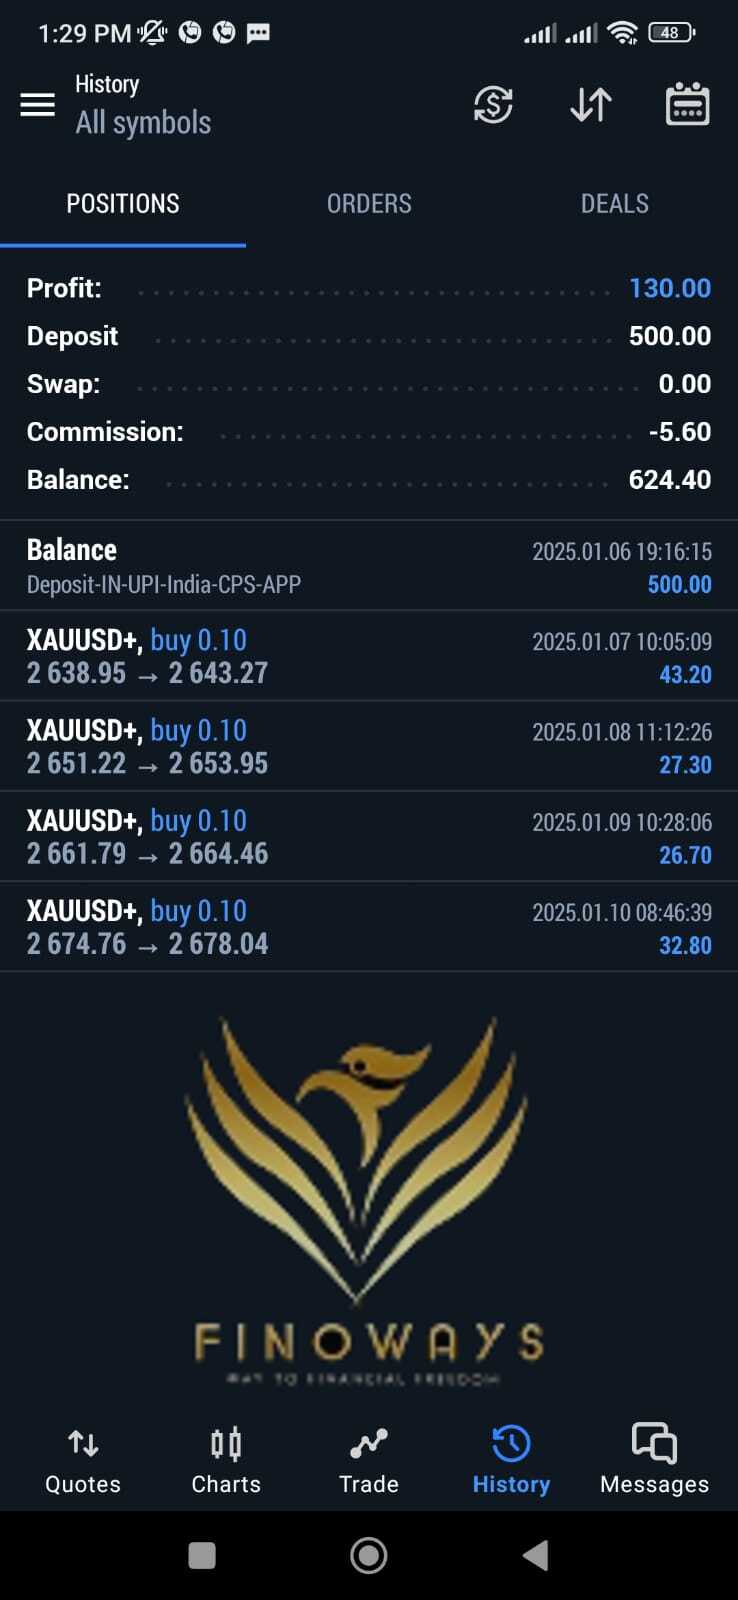 1:29 PM 48
History
All symbols
POSITIONS ORDERS DEALS
Profit: 130.00
Deposit 500.00
Swap: 0.00
Commission: -5.60
Balance: 624.40
Balance 2025.01.06 19:16:15
Deposit-IN-UPI-India-CPS-APP 500.00
XAUUSD+, buy 0.10 2025.01.07 10:05:09
2 638.95 → 2 643.27 43.20
XAUUSD+, buy 0.10 2025.01.08 11:12:26
2 651.22 → 2 653.95 27.30
XAUUSD+, buy 0.10 2025.01.09 10:28:06
2 661.79 → 2 664.46 26.70
XAUUSD+, buy 0.10 2025.01.10 08:46:39
2 674.76 → 2 678.04 32.80
FINOWAYS
WAY TO FINANCIAL FREEDOM
Quotes Charts Trade History Messages